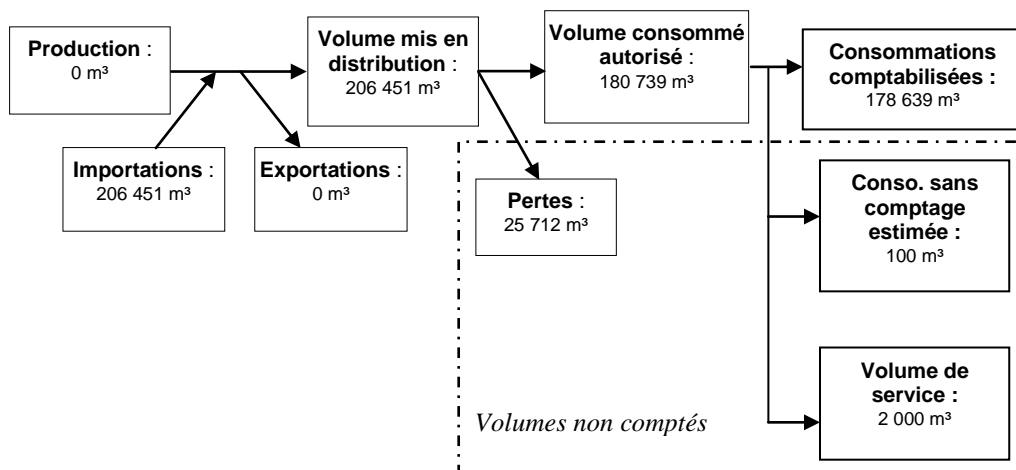 Production :
0 m³
Volume mis en
distribution :
206 451 m³
Volume consommé
autorisé :
180 739 m³
Consommations
comptabilisées :
178 639 m³
Importations :
206 451 m³
Exportations :
0 m³
Pertes :
25 712 m³
Conso. sans
comptage
estimée :
100 m³
Volume de
service :
2 000 m³
Volumes non comptés